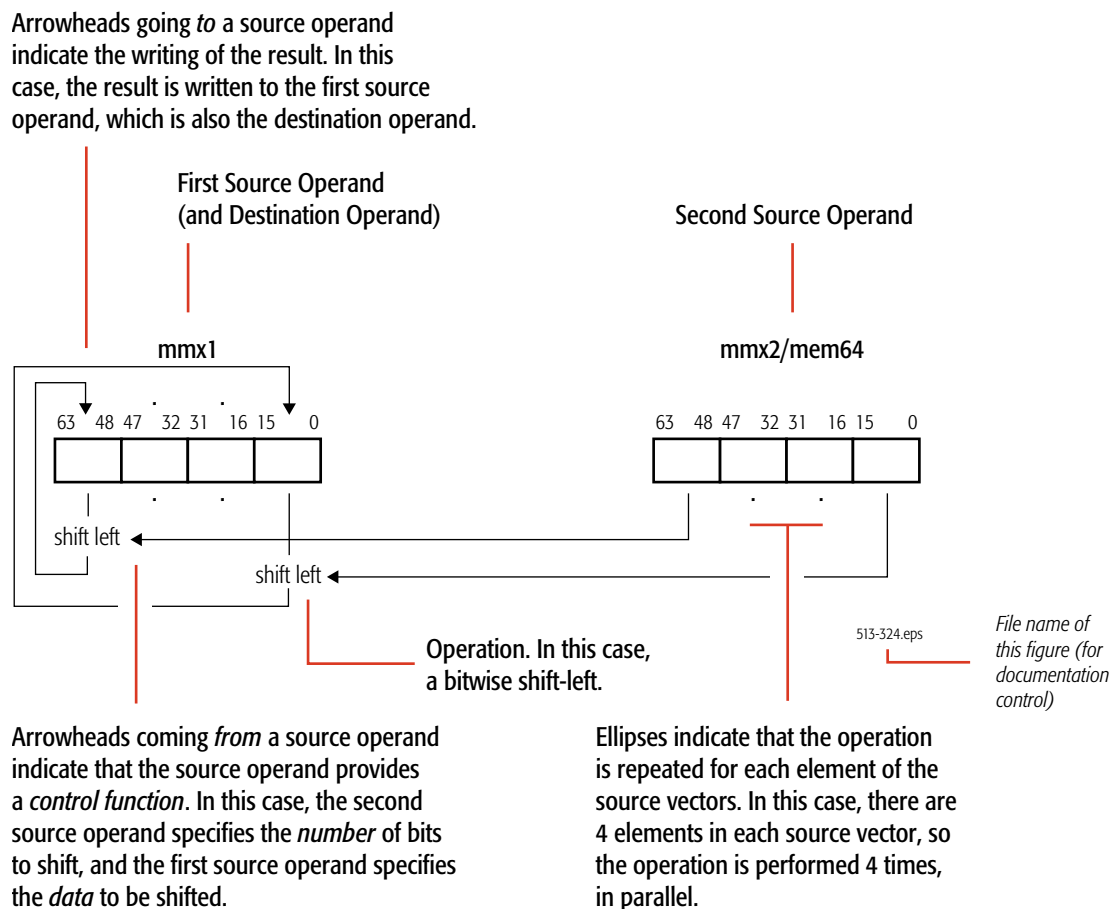 Arrowheads going to a source operand
indicate the writing of the result. In this
case, the result is written to the first source
operand, which is also the destination operand.
First Source Operand
(and Destination Operand)
Second Source Operand
mmx1
mmx2/mem64
63 48 47 32 31 16 15 0
63 48 47 32 31 16 15 0
shift left
shift left
Operation. In this case,
a bitwise shift-left.
513-324.eps
File name of
this figure (for
documentation
control)
Arrowheads coming from a source operand
indicate that the source operand provides
a control function. In this case, the second
source operand specifies the number of bits
to shift, and the first source operand specifies
the data to be shifted.
Ellipses indicate that the operation
is repeated for each element of the
source vectors. In this case, there are
4 elements in each source vector, so
the operation is performed 4 times,
in parallel.